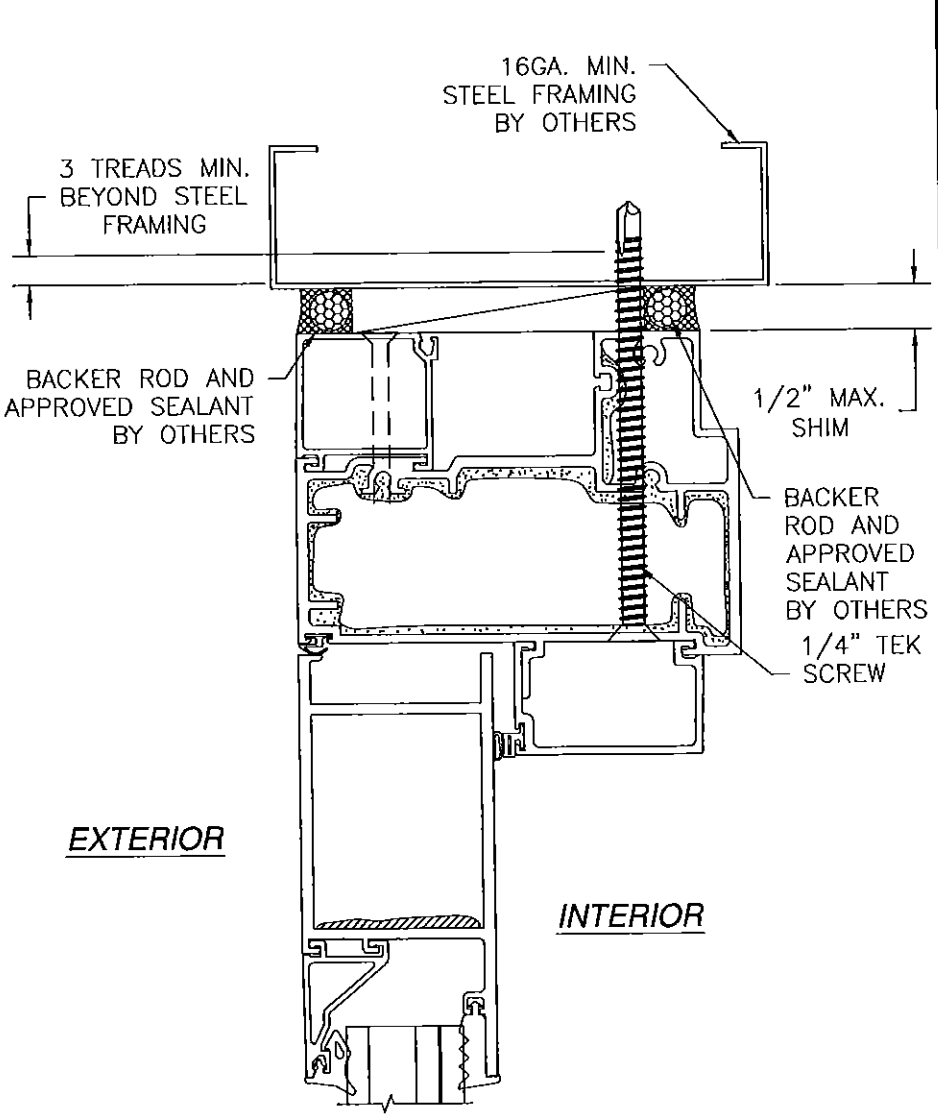 16GA. MIN.
STEEL FRAMING
BY OTHERS
3 TREADS MIN.
BEYOND STEEL
FRAMING
BACKER ROD AND
APPROVED SEALANT
BY OTHERS
1/2" MAX.
SHIM
BACKER
ROD AND
APPROVED
SEALANT
BY OTHERS
1/4" TEK
SCREW
EXTERIOR
INTERIOR